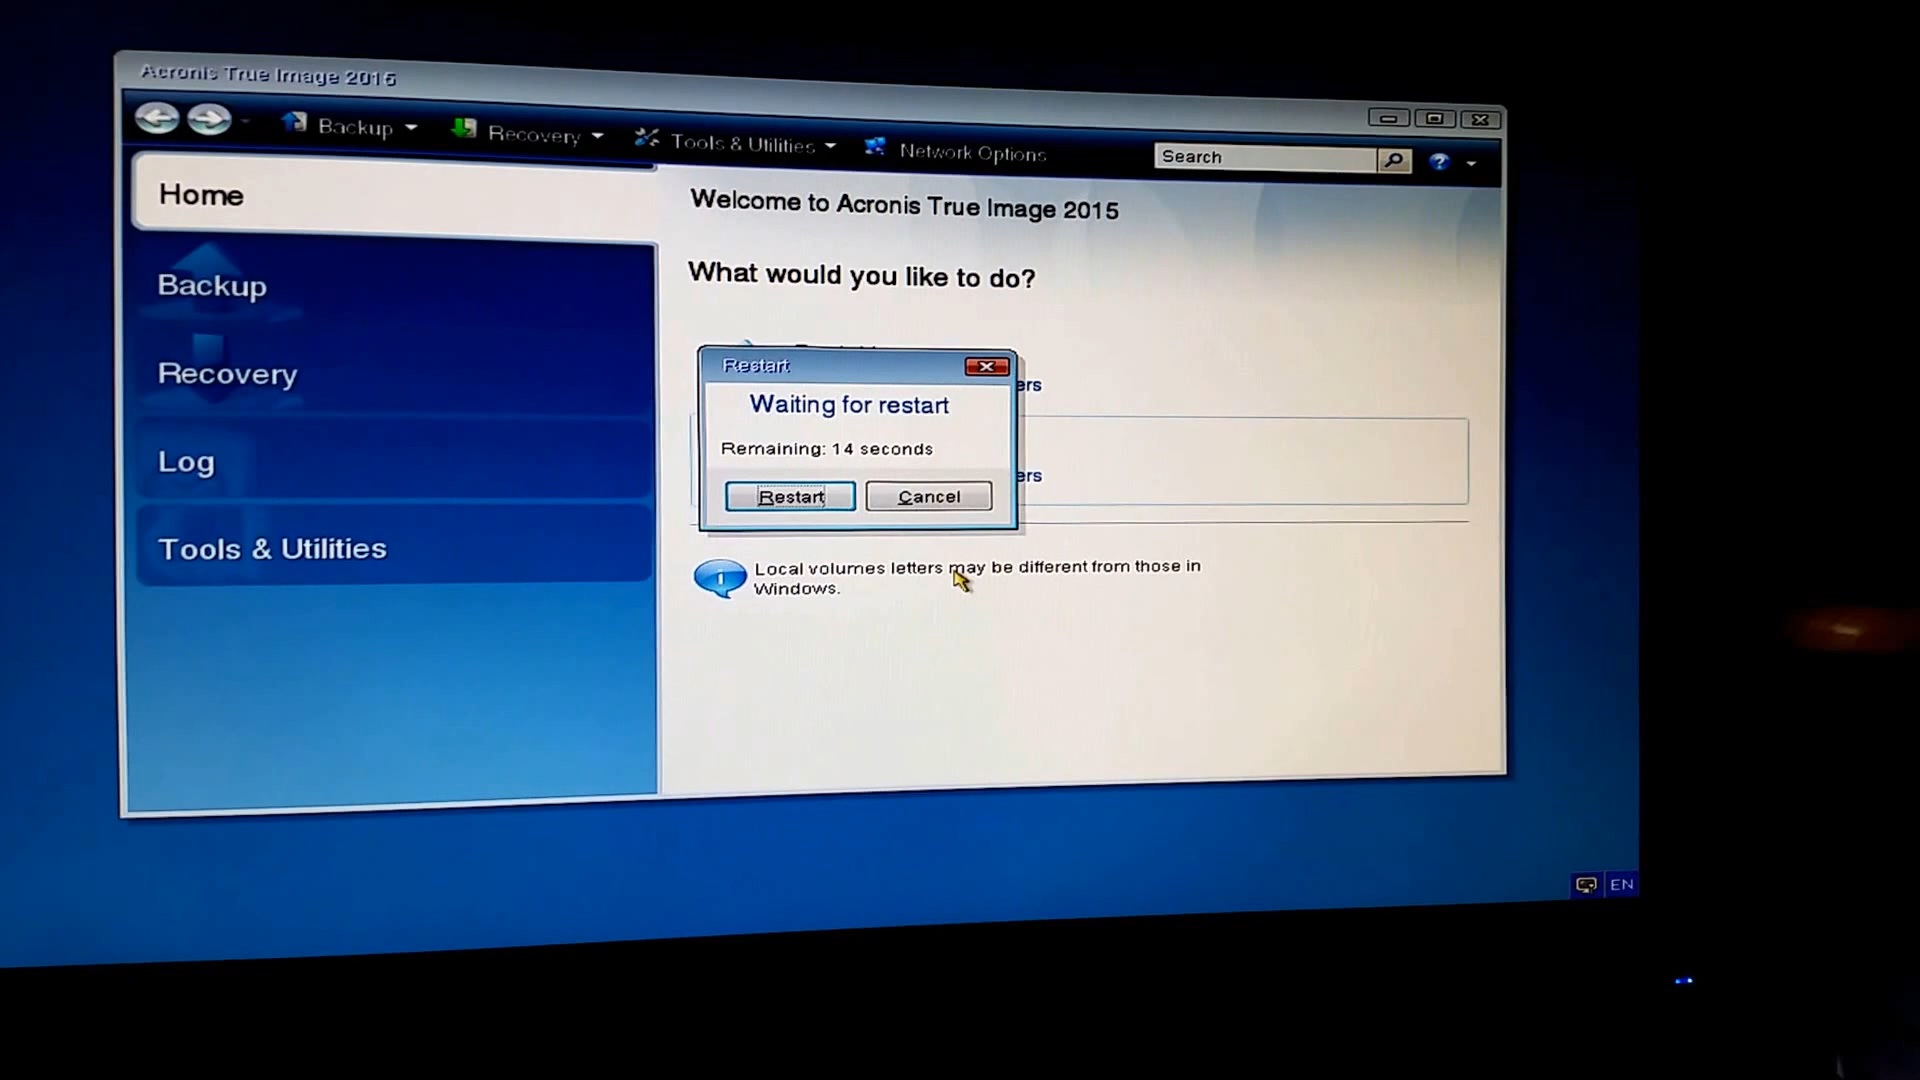 Acronis True Image 2015
Backup
Recovery
Tools & Utilities
Network Options
Search
Home
Backup
Recovery
Log
Tools & Utilities
Welcome to Acronis True Image 2015
What would you like to do?
Restart
Waiting for restart
Remaining: 14 seconds
Restart
Cancel
ers
ers
Local volumes letters may be different from those in
Windows.
EN